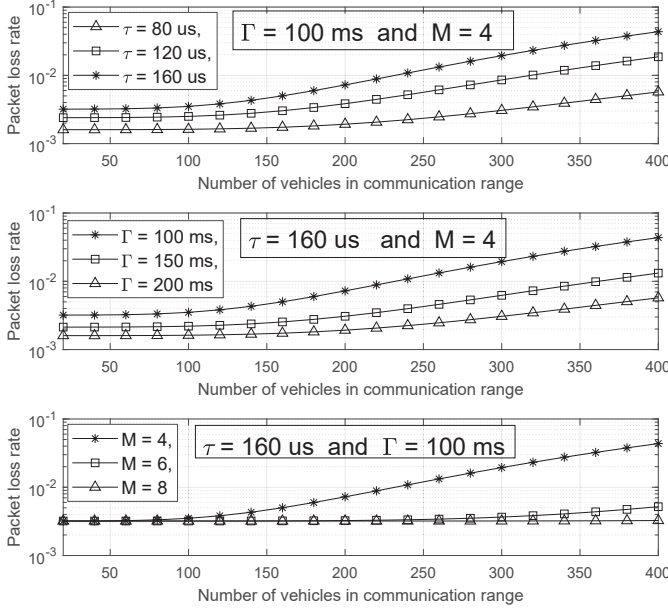 10^-1
10^-2
10^-3
Packet loss rate
τ = 80 us,
τ = 120 us
τ = 160 us
Γ = 100 ms and M = 4
50 100 150 200 250 300 350 400
Number of vehicles in communication range
10^-1
10^-2
10^-3
Packet loss rate
Γ = 100 ms,
Γ = 150 ms,
Γ = 200 ms
τ = 160 us and M = 4
50 100 150 200 250 300 350 400
Number of vehicles in communication range
10^-1
10^-2
10^-3
Packet loss rate
M = 4,
M = 6,
M = 8
τ = 160 us and Γ = 100 ms
50 100 150 200 250 300 350 400
Number of vehicles in communication range